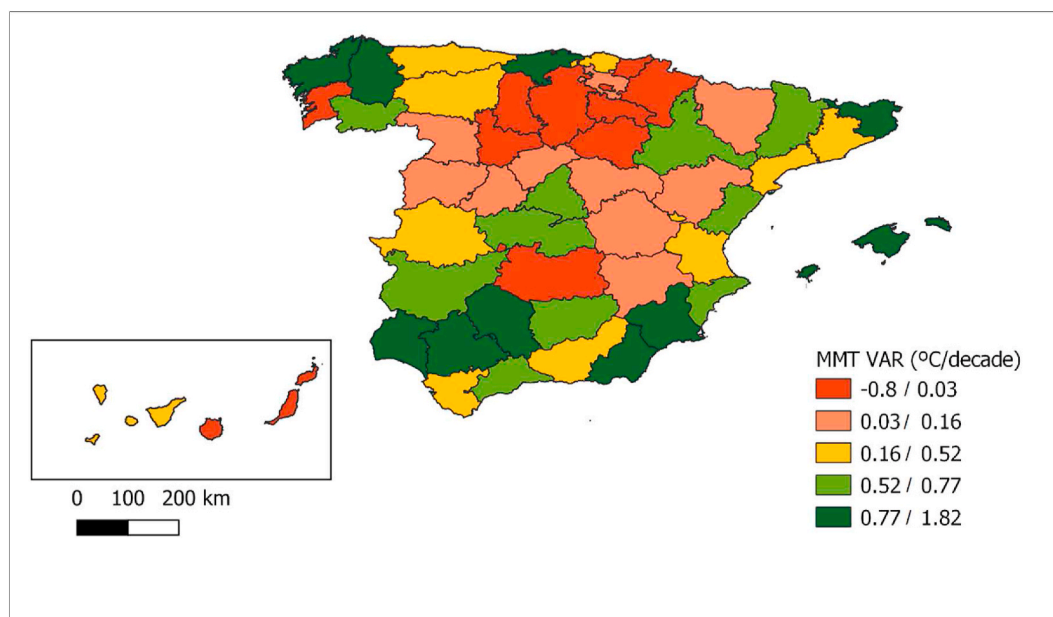 MMT VAR (ºC/decade)
-0.8 / 0.03
0.03 / 0.16
0.16 / 0.52
0.52 / 0.77
0.77 / 1.82
0 100 200 km